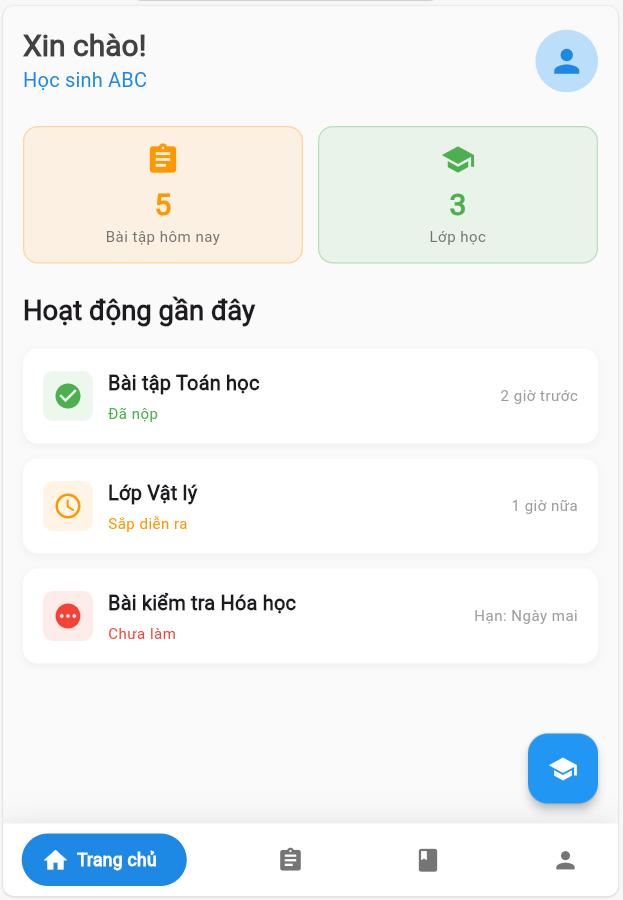 Xin chào!
Học sinh ABC
5
Bài tập hôm nay
3
Lớp học
Hoạt động gần đây
Bài tập Toán học
Đã nộp
2 giờ trước
Lớp Vật lý
Sắp diễn ra
1 giờ nữa
Bài kiểm tra Hóa học
Chưa làm
Hạn: Ngày mai
Trang chủ